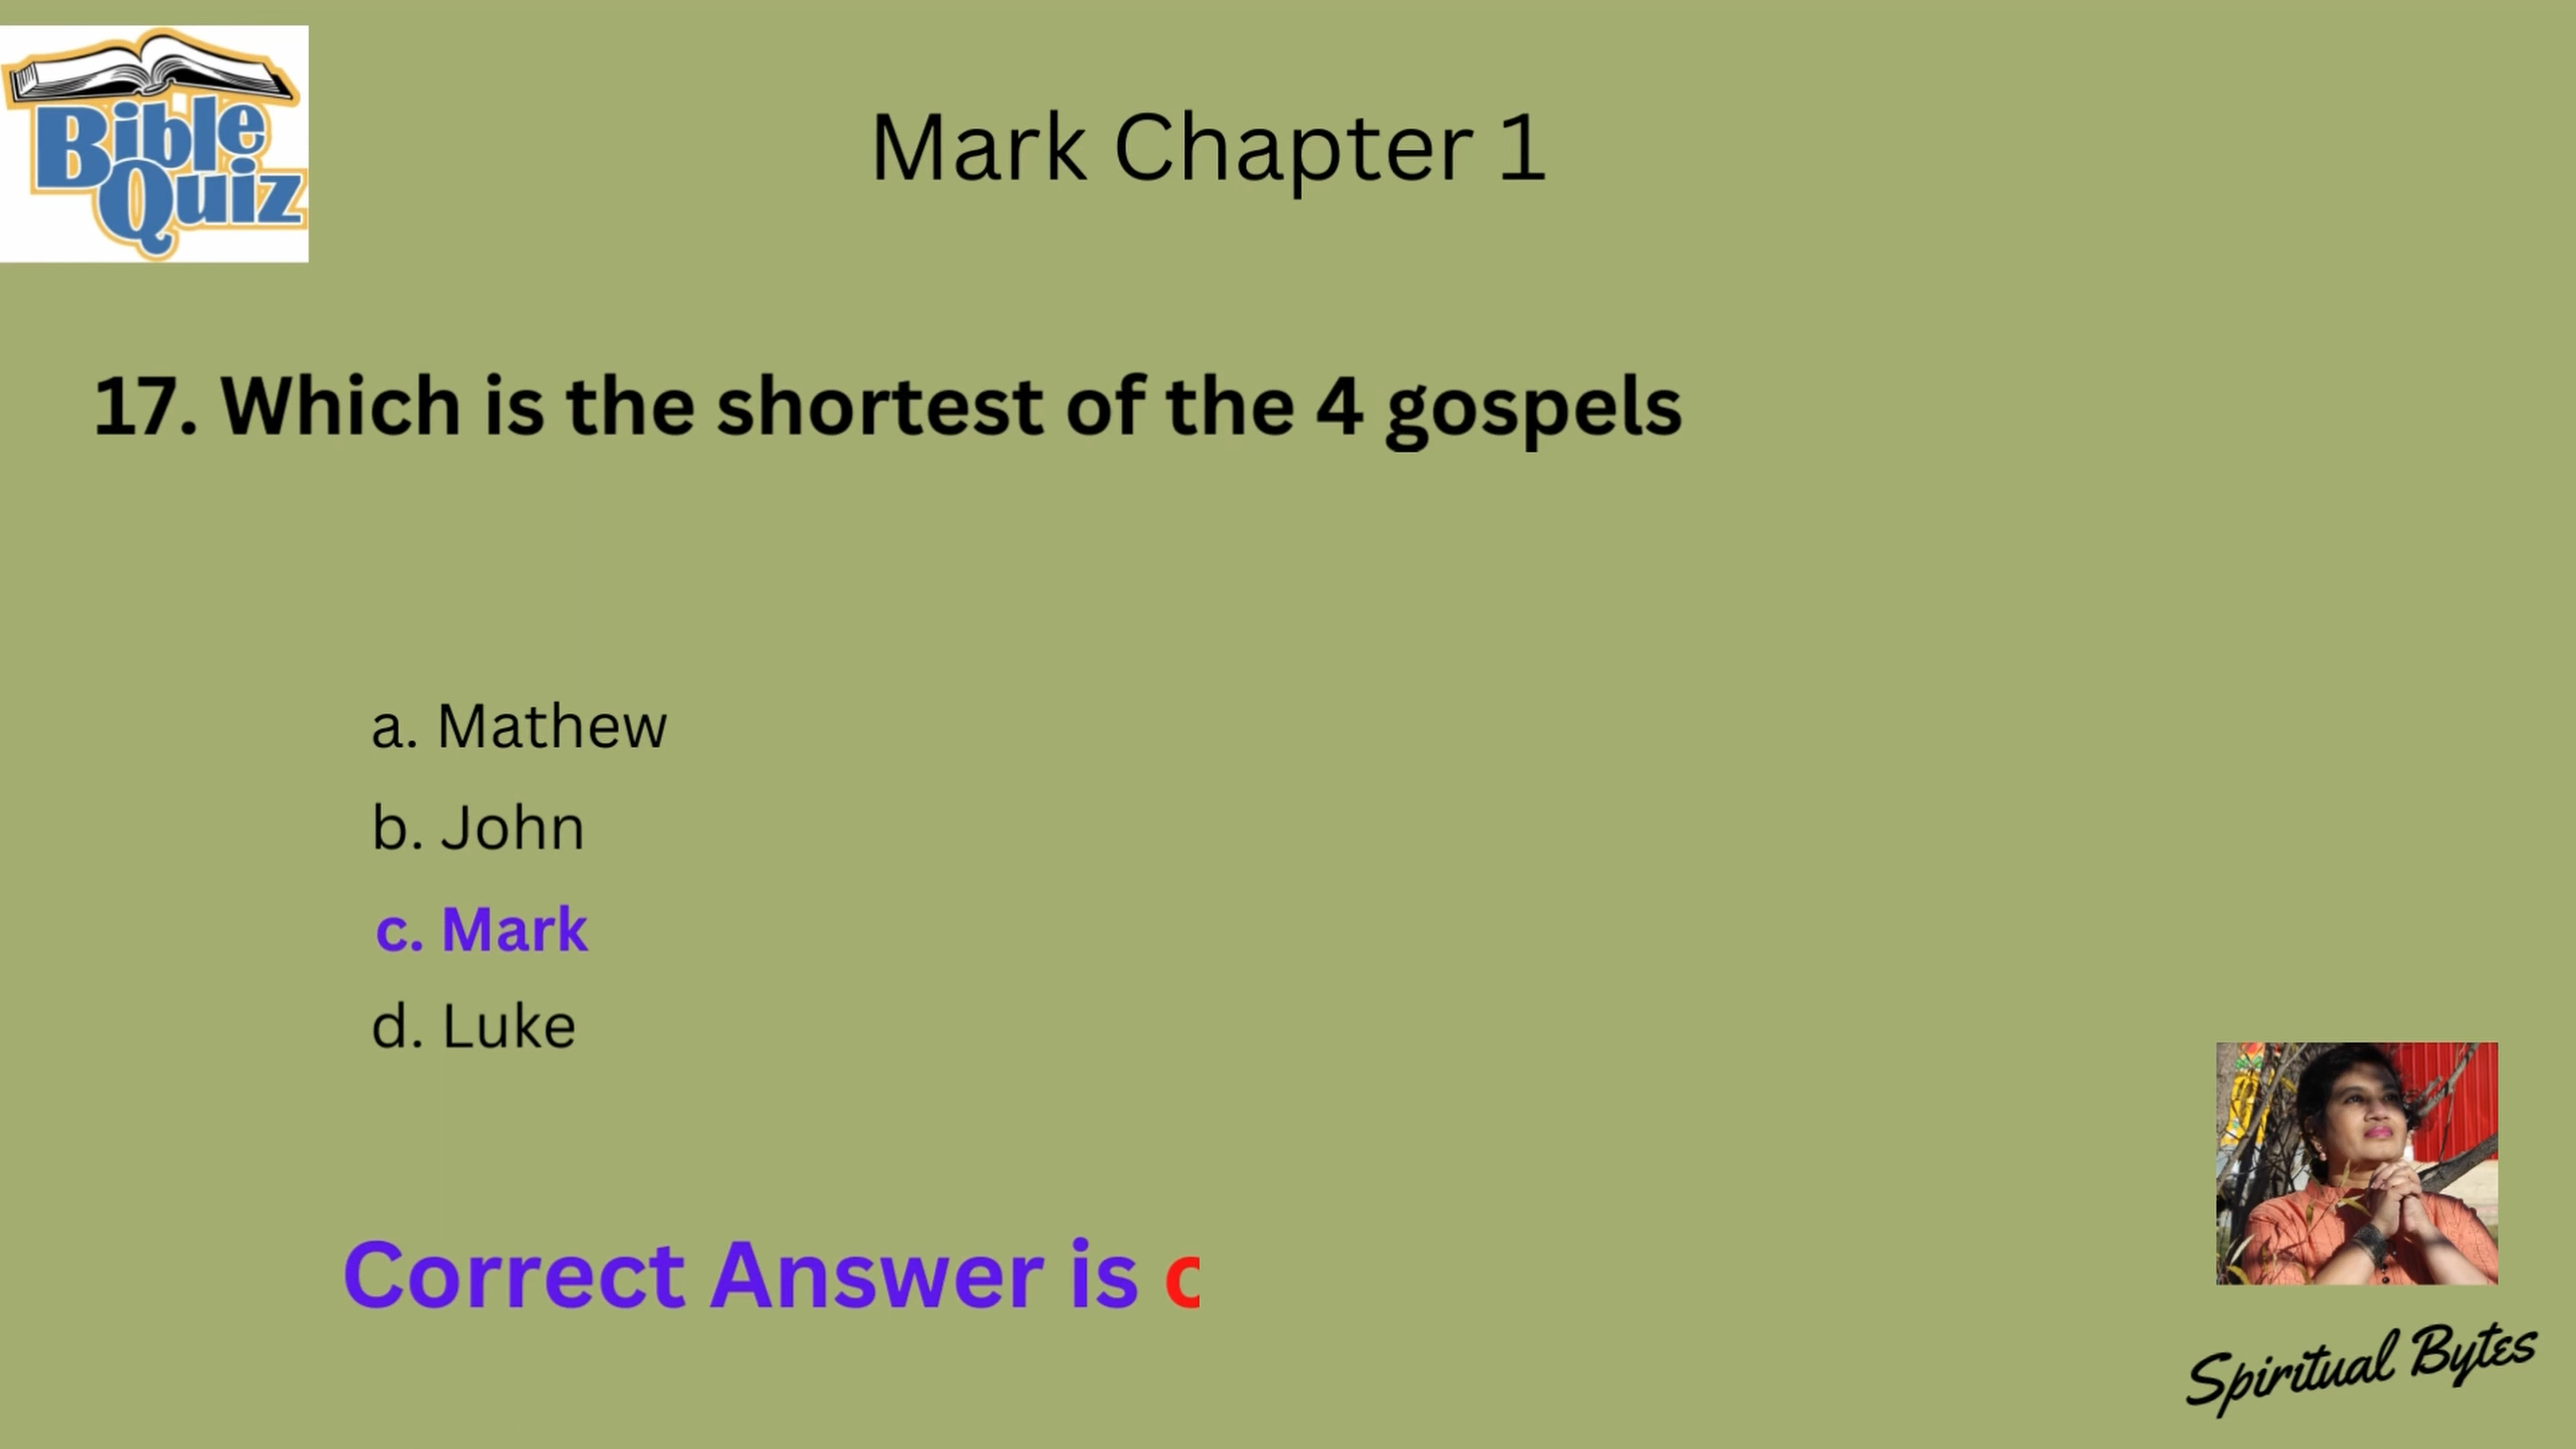 Bible
Quiz
Mark Chapter 1
17. Which is the shortest of the 4 gospels
a. Mathew
b. John
c. Mark
d. Luke
Correct Answer is c
Spiritual Bytes